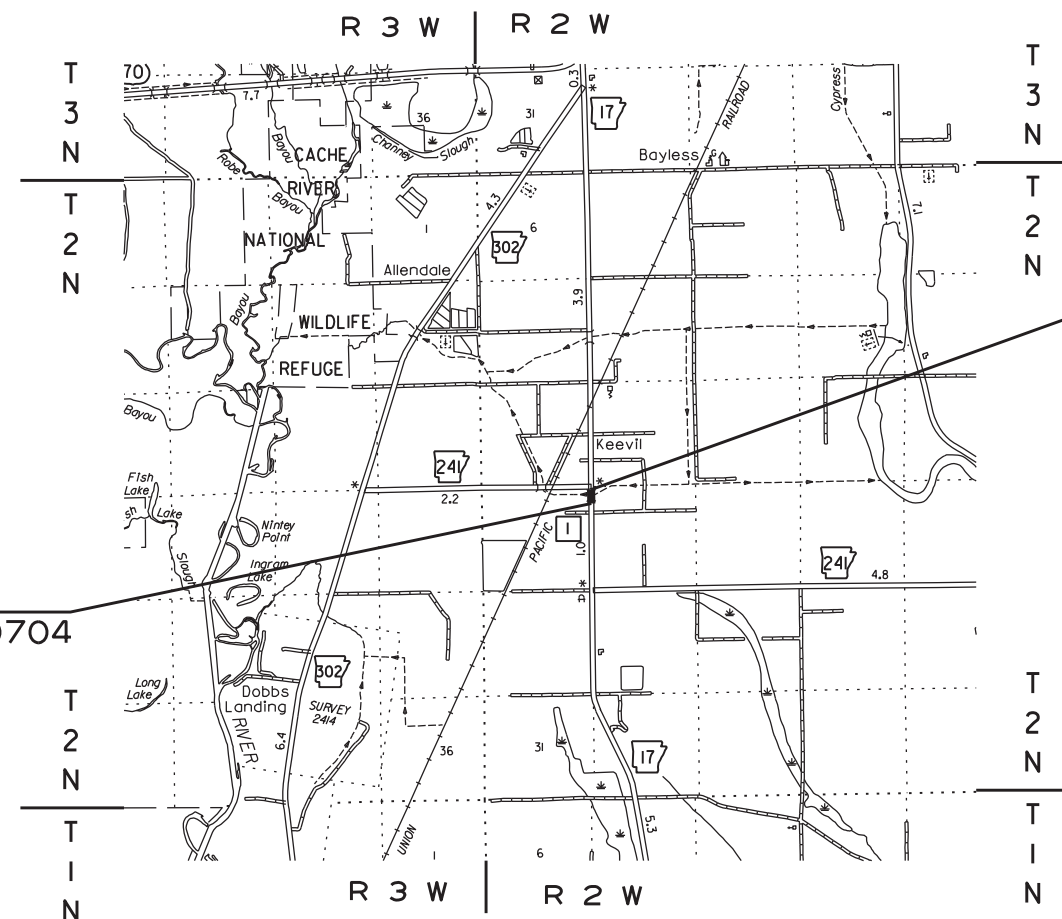 R 3 W
R 2 W
T
3
N
T
2
N
T
3
N
T
2
N
70
7.7
0.3
17
36
31
Channey
Slough
Bayou
CACHE
Robe
RIVER
Bayou
NATIONAL
Bayless
RAILROAD
Cypress
7.1
4.3
6
302
Allendale
3.9
Bayou
WILDLIFE
REFUGE
Bayou
Keevil
241
2.2
Fish
Lake
sh
Lake
Slough
Nintey
Point
Ingram
Lake
PACIFIC
1
1.0
241
4.8
0704
302
Long
Lake
Dobbs
Landing
SURVEY
2414
RIVER
6.4
36
31
17
5.3
UNION
6
T
2
N
T
1
N
T
2
N
T
1
N
R 3 W
R 2 W